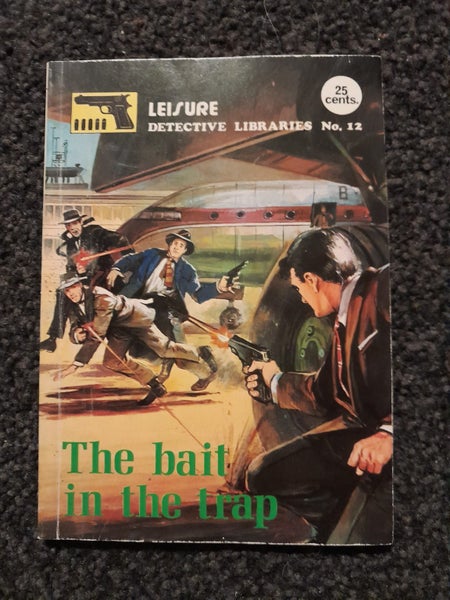 LEISURE
DETECTIVE LIBRARIES No. 12
25
cents.
B
The bait
in the trap